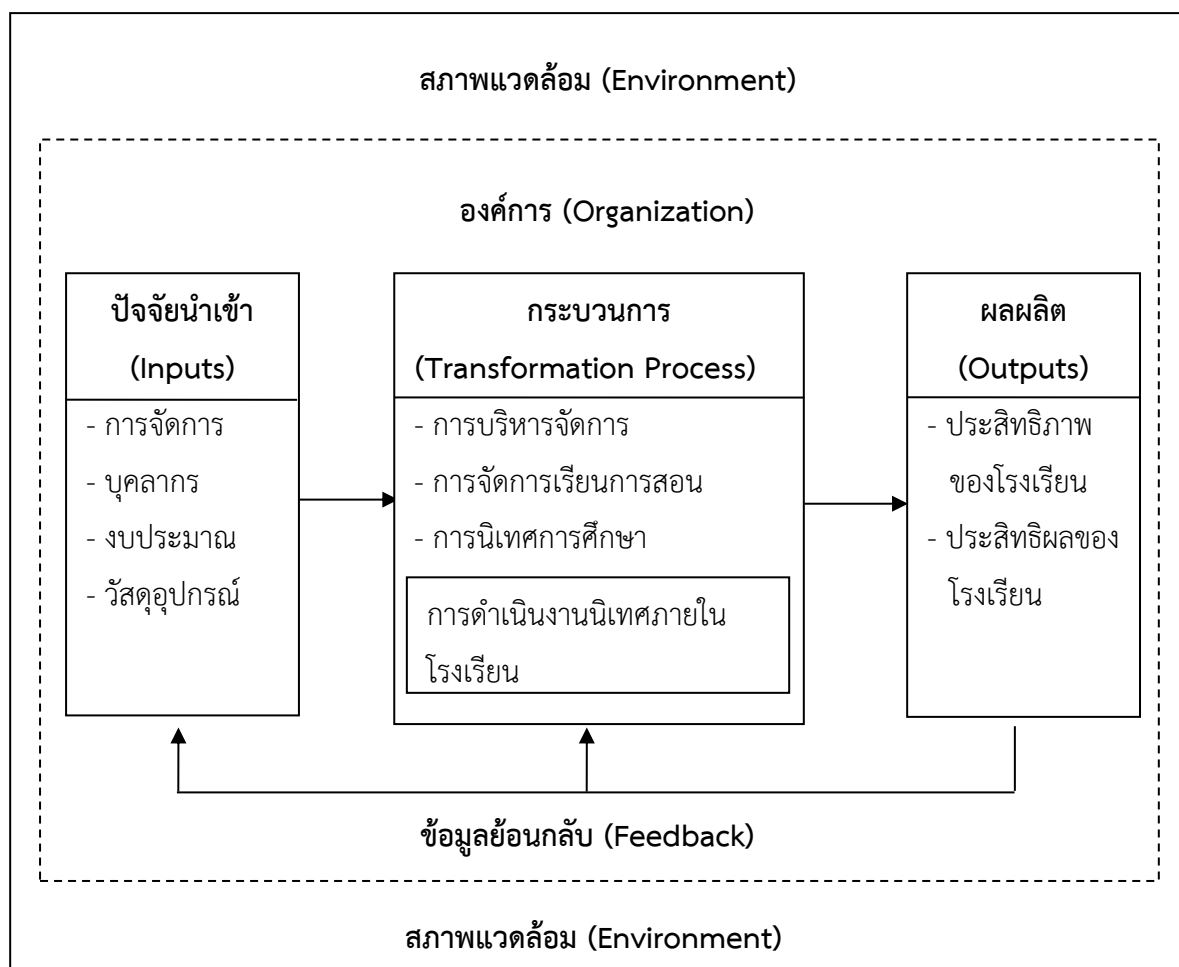 สภาพแวดล้อม (Environment)
องค์การ (Organization)
ปัจจัยนำเข้า
(Inputs)
- การจัดการ
- บุคลากร
- งบประมาณ
- วัสดุอุปกรณ์
กระบวนการ
(Transformation Process)
- การบริหารจัดการ
- การจัดการเรียนการสอน
- การนิเทศการศึกษา
การดำเนินงานนิเทศภายใน
โรงเรียน
ผลผลิต
(Outputs)
- ประสิทธิภาพ
ของโรงเรียน
- ประสิทธิผลของ
โรงเรียน
ข้อมูลย้อนกลับ (Feedback)
สภาพแวดล้อม (Environment)